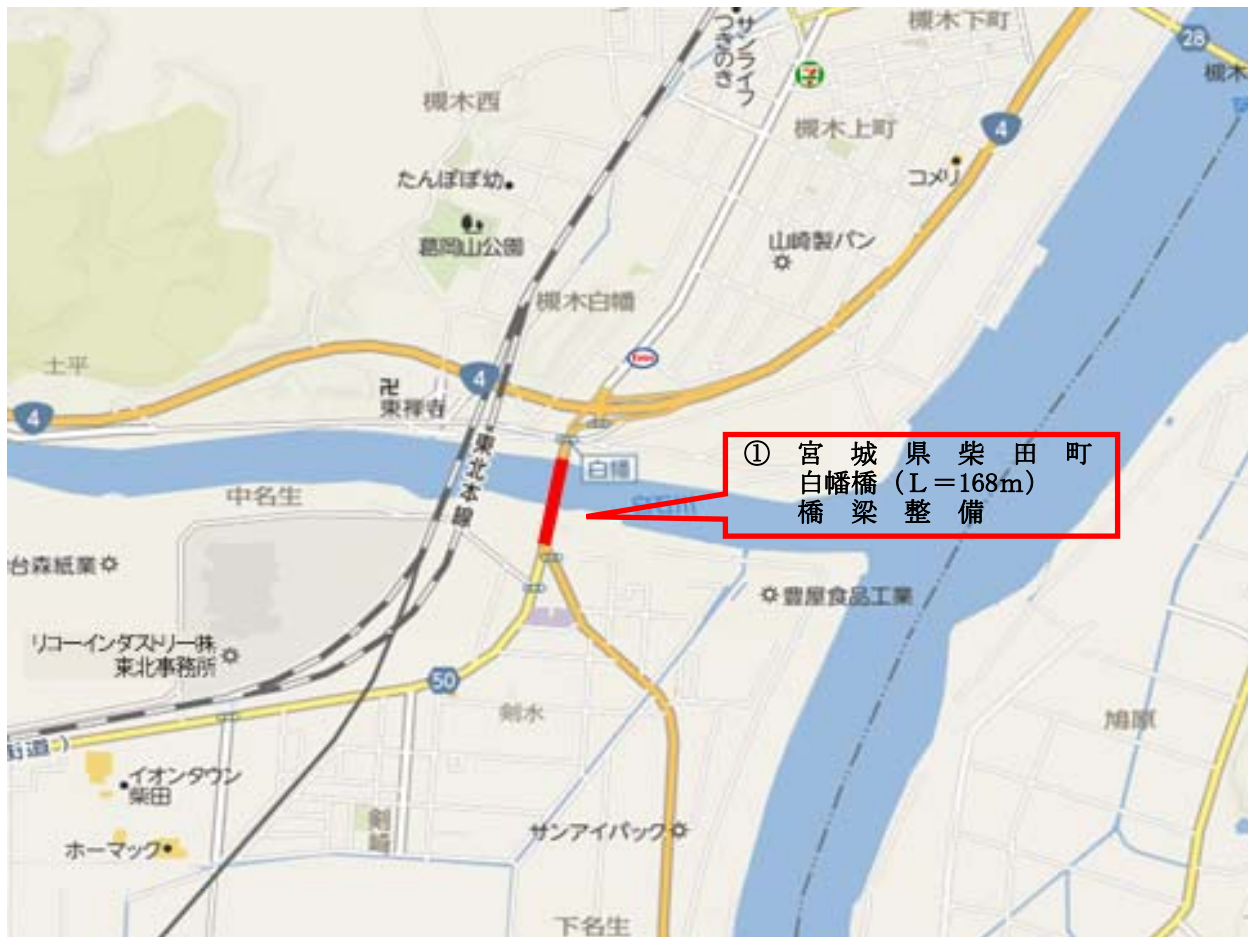 サンライフ
つきのき
槻木下町
28
槻木
槻木西
槻木上町
4
コメリ
たんぽぽ幼
葛岡山公園
山崎製パン
槻木白幡
土平
4
卍
東禅寺
4
東北本線
白幡
① 宮城県柴田町
白幡橋（L=168m）
橋梁整備
白石川
中名生
台森紙業
豊屋食品工業
リコーインダストリー㈱
東北事務所
50
剣水
鳩原
街道）
イオンタウン
柴田
ホーマック
サンアイパック
下名生